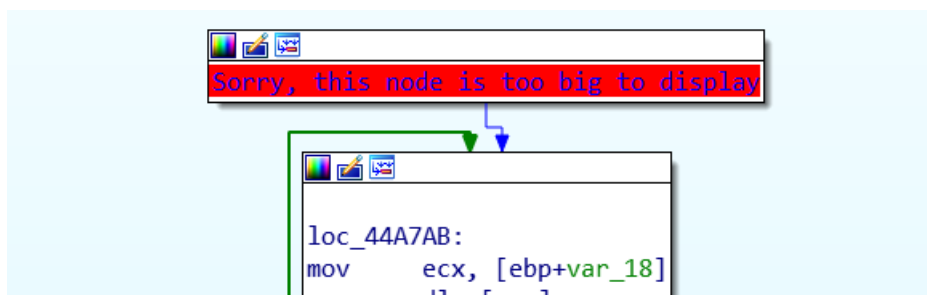 Sorry, this node is too big to display
loc_44A7AB:
mov ecx, [ebp+var_18]